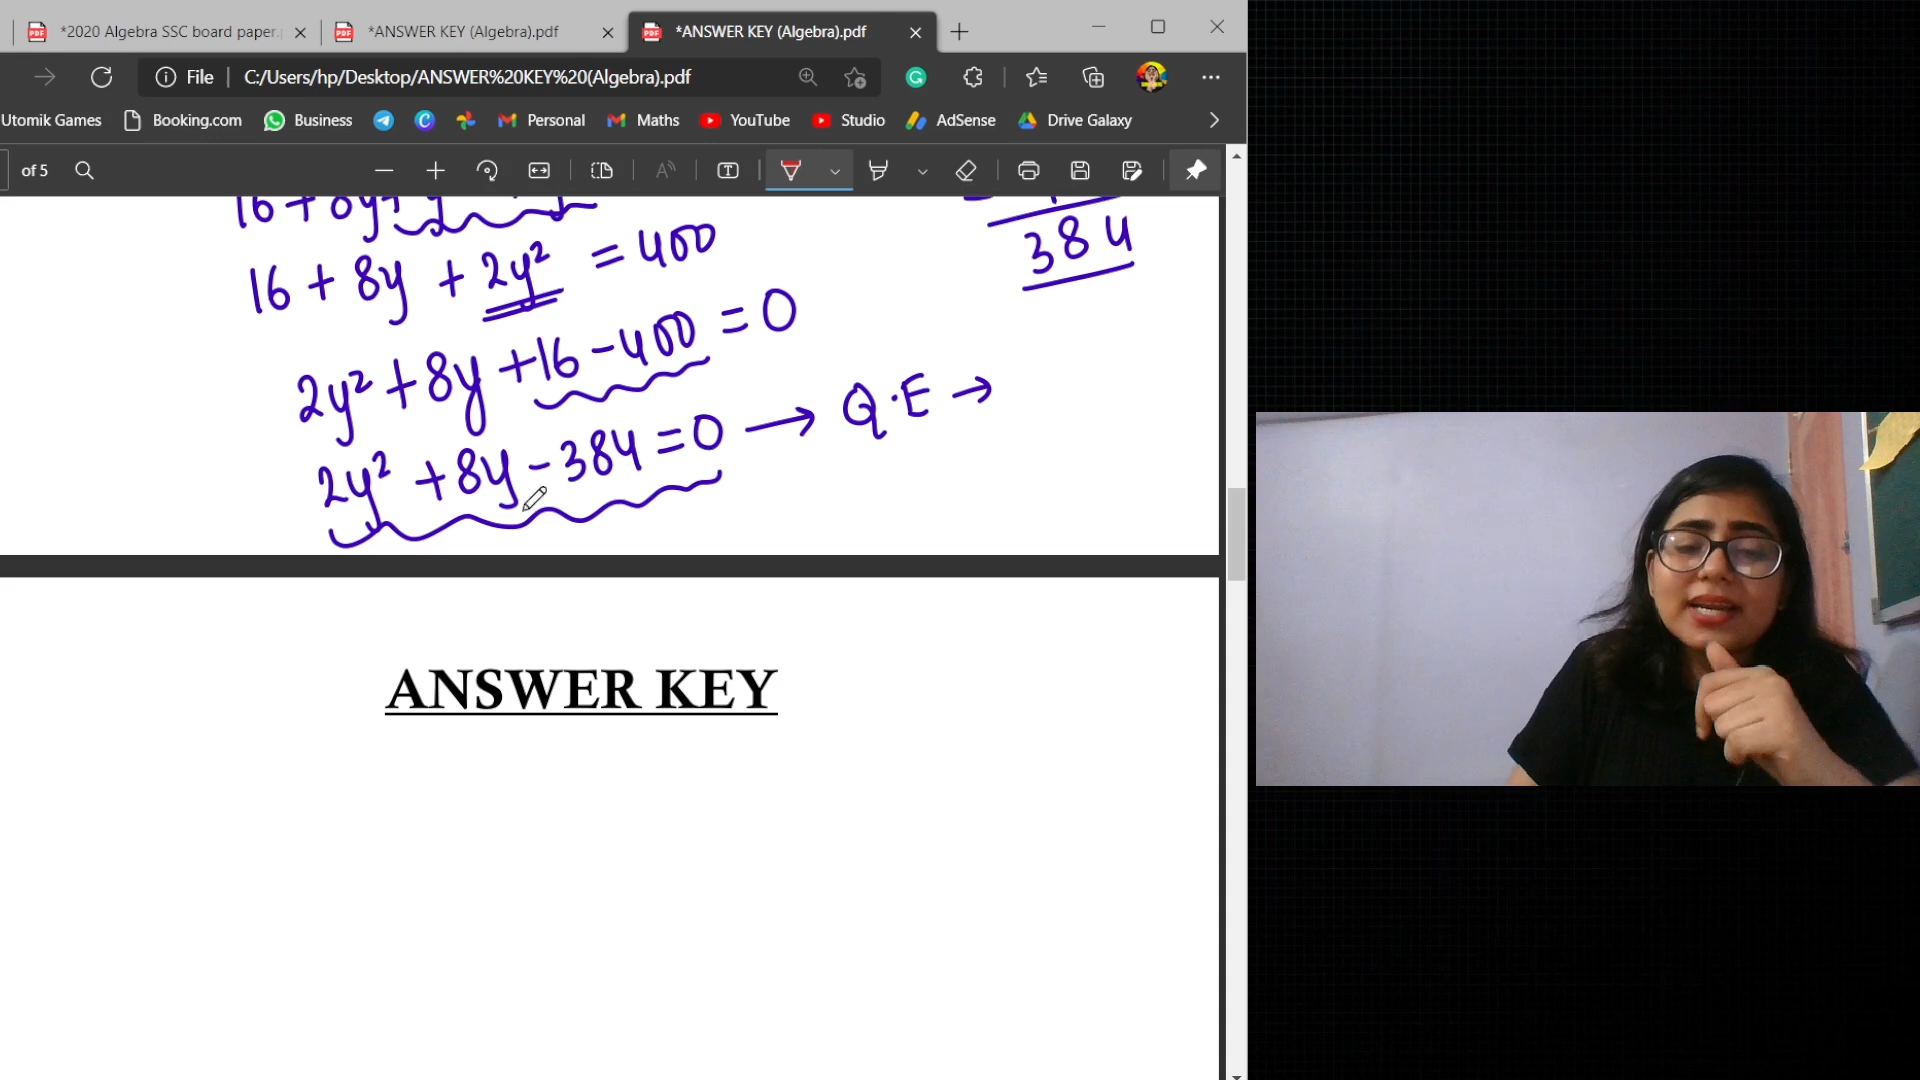 *2020 Algebra SSC board paper.p
*ANSWER KEY (Algebra).pdf
*ANSWER KEY (Algebra).pdf
File
C:/Users/hp/Desktop/ANSWER%20KEY%20(Algebra).pdf
Utomik Games
Booking.com
Business
Personal
Maths
YouTube
Studio
AdSense
Drive Galaxy
of 5
16 + 8y + y
16 + 8y + 2y² = 400
384
2y² + 8y + 16 - 400 = 0
2y² + 8y - 384 = 0 → Q.E →
ANSWER KEY